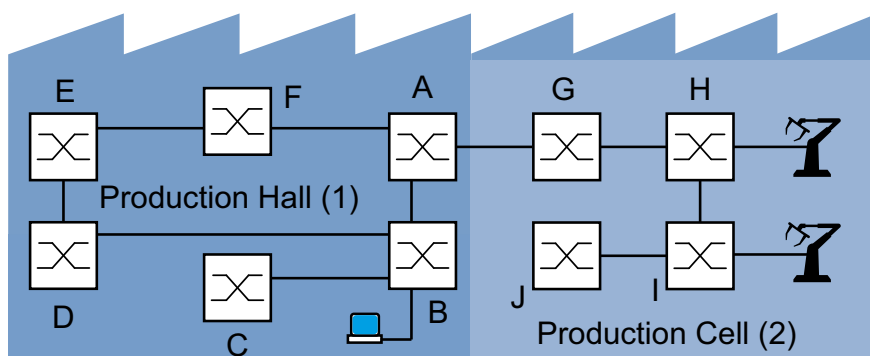 E
F
A
G
H
Production Hall (1)
D
C
B
J
I
Production Cell (2)